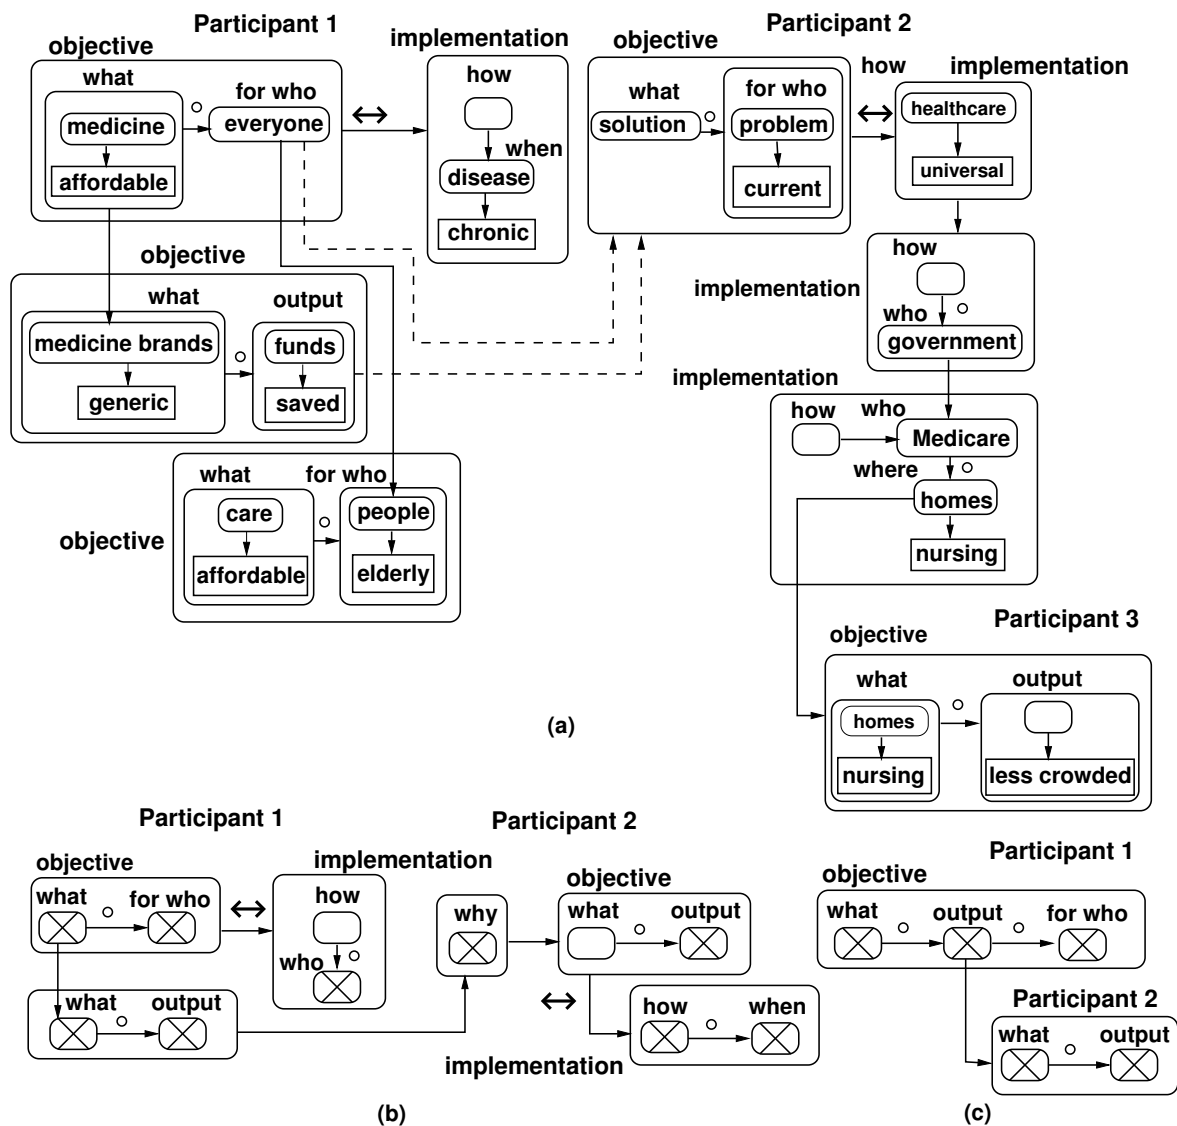 Participant 1
Participant 2
objective
implementation
objective
what
for who
how
what
for who
how
implementation
medicine
everyone
when
solution
problem
healthcare
affordable
disease
current
universal
chronic
objective
how
what
output
implementation
who
medicine brands
funds
government
generic
saved
implementation
how
who
Medicare
what
for who
where
care
people
homes
objective
affordable
elderly
nursing
Participant 3
objective
what
output
homes
nursing
less crowded
(a)
Participant 1
Participant 2
objective
implementation
what
for who
how
who
what
output
why
objective
what
output
how
when
implementation
(b)
Participant 1
objective
what
output
for who
Participant 2
what
output
(c)